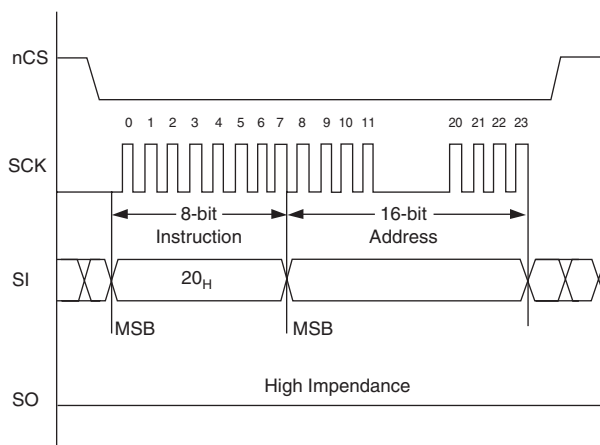 nCS
0 1 2 3 4 5 6 7 8 9 10 11 20 21 22 23
SCK
8-bit 16-bit
Instruction Address
SI 20H
MSB MSB
High Impendance
SO